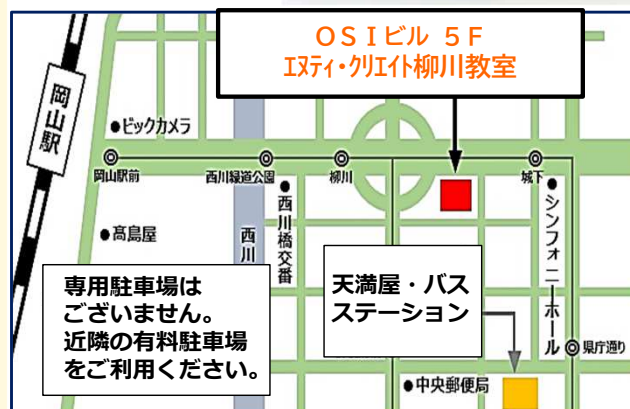 OSIビル 5F
エヌティ・クリエイト柳川教室
岡山駅
●ビックカメラ
岡山駅前
西川緑道公園
柳川
城下
●髙島屋
西川
●西川橋交番
●シンフォニーホール
専用駐車場は
ございません。
近隣の有料駐車場
をご利用ください。
天満屋・バス
ステーション
県庁通り
●中央郵便局